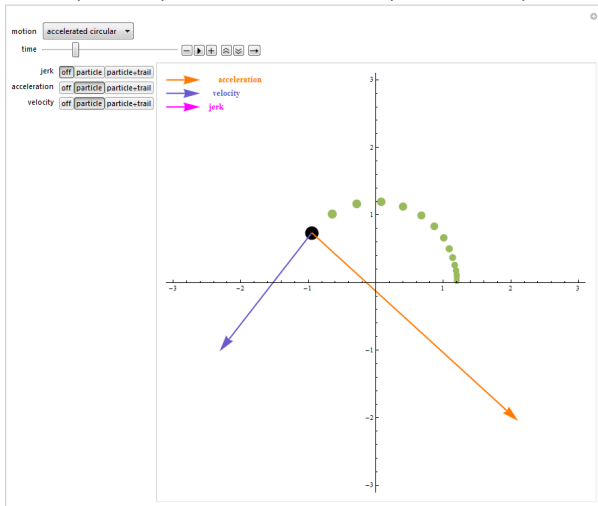 motion accelerated circular
time
jerk off particle particle+trail
acceleration off particle particle+trail
velocity off particle particle+trail
acceleration
velocity
jerk
3
2
1
-3 -2 -1 1 2 3
-1
-2
-3